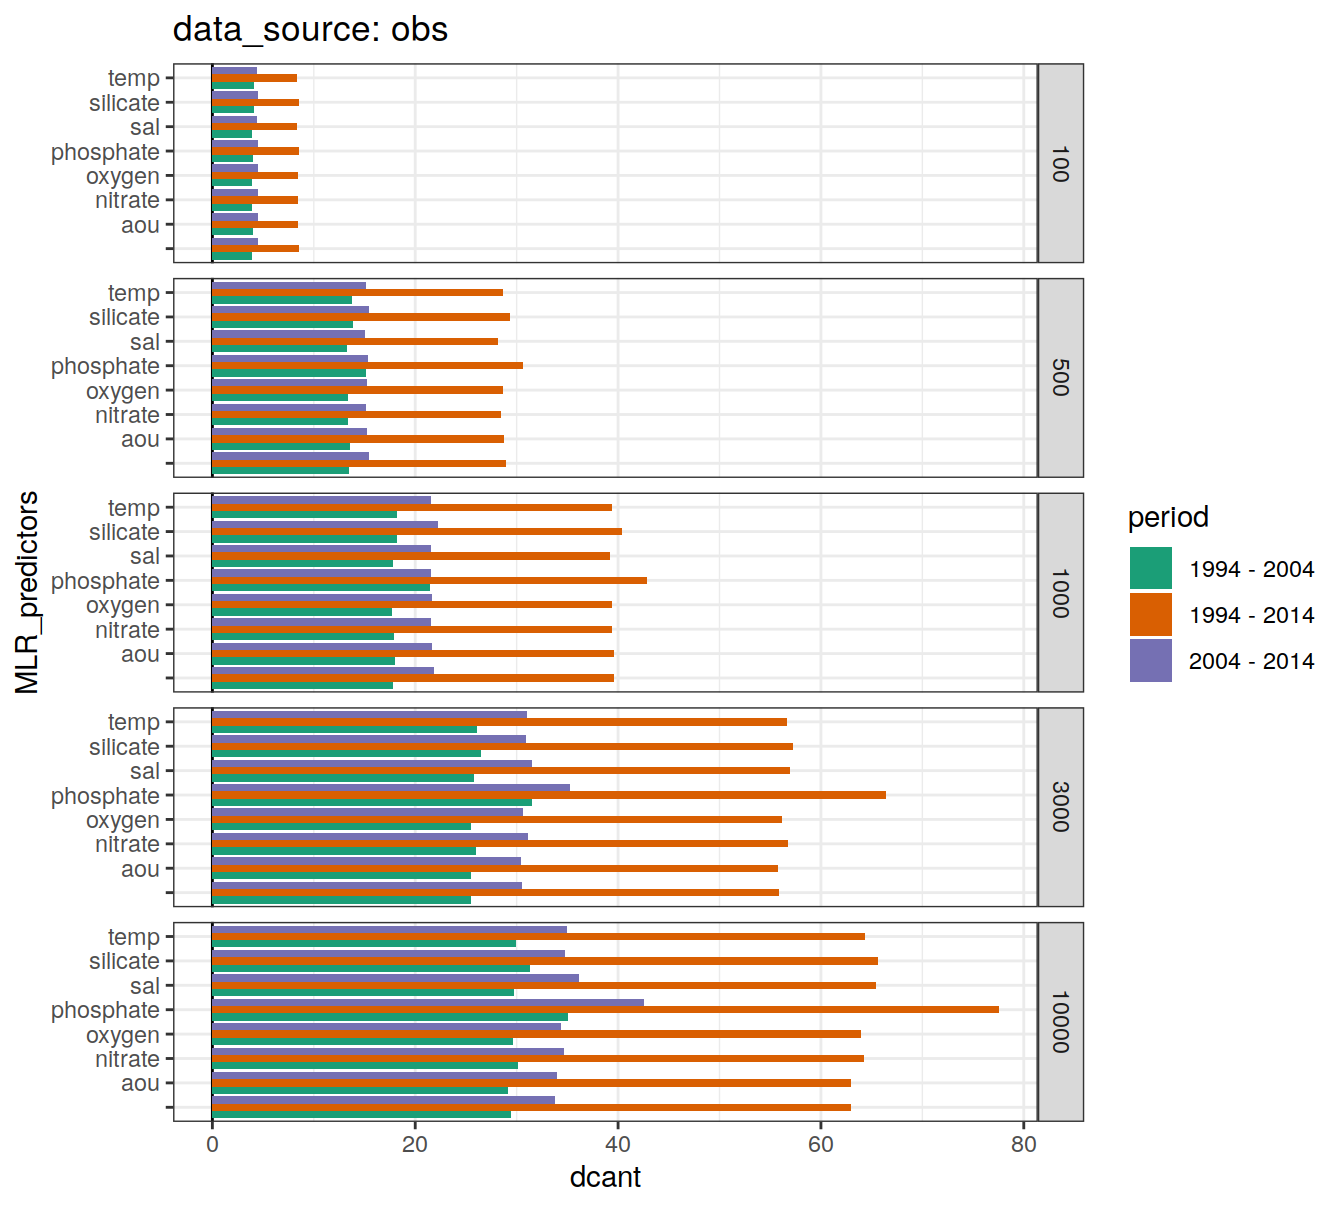 data_source: obs
temp
silicate
sal
phosphate
oxygen
nitrate
aou
100
temp
silicate
sal
phosphate
oxygen
nitrate
aou
500
MLR_predictors
temp
silicate
sal
phosphate
oxygen
nitrate
aou
1000
temp
silicate
sal
phosphate
oxygen
nitrate
aou
3000
temp
silicate
sal
phosphate
oxygen
nitrate
aou
10000
0 20 40 60 80
dcant
period
1994 - 2004
1994 - 2014
2004 - 2014